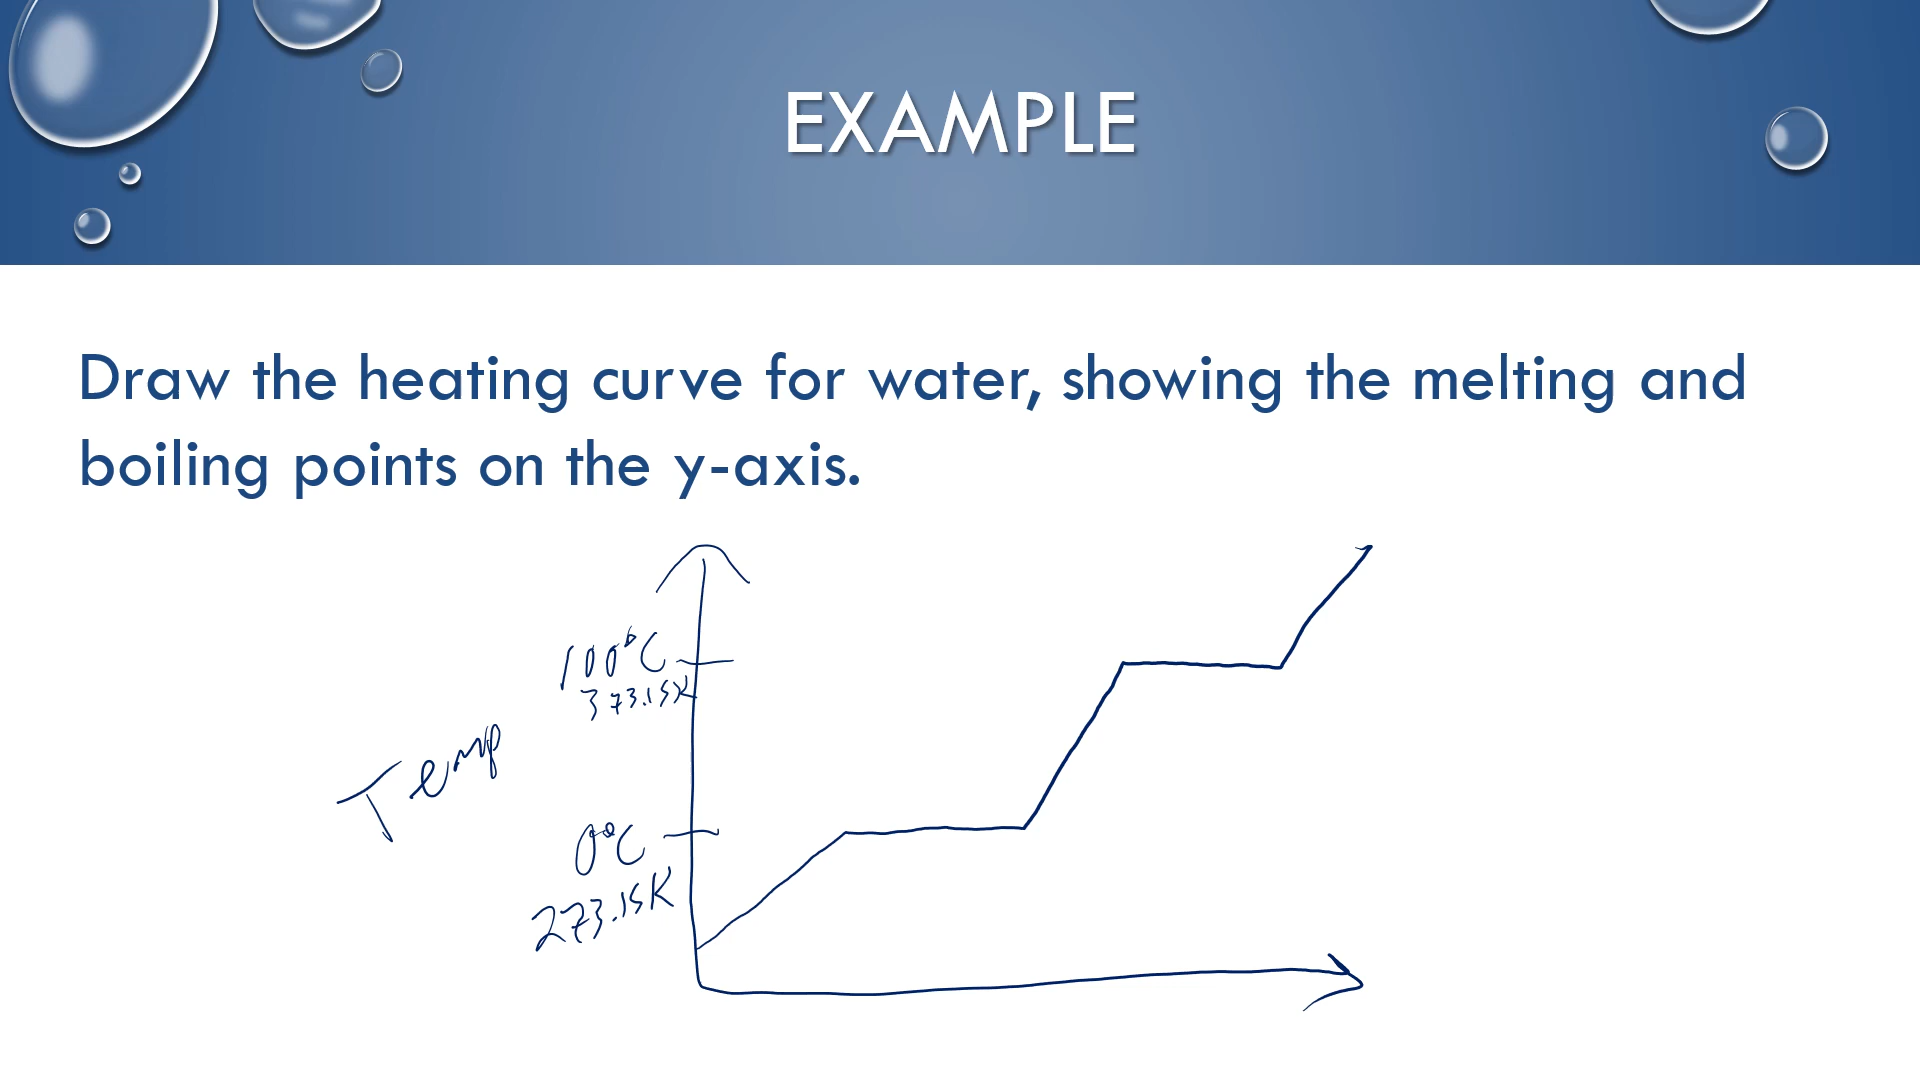 EXAMPLE
Draw the heating curve for water, showing the melting and
boiling points on the y-axis.
100°C
373.15K
Temp
0°C
273.15K